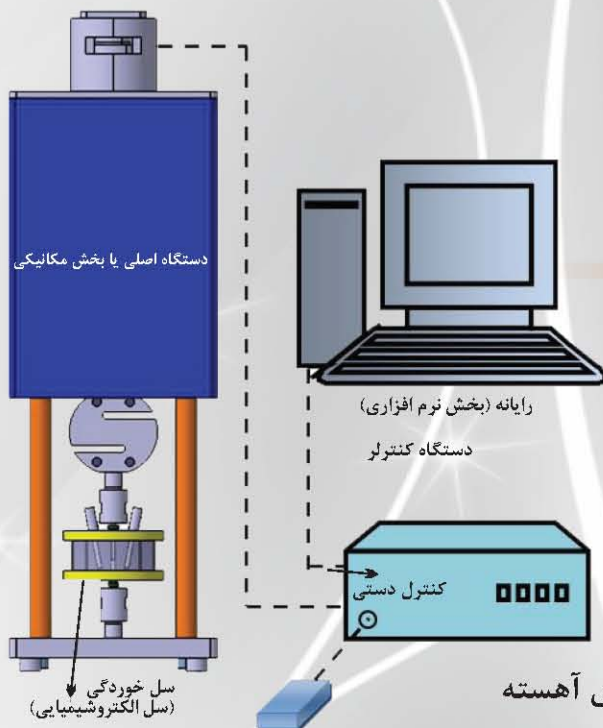 دستگاه اصلی یا بخش مکانیکی
رایانه (بخش نرم افزاری)
دستگاه کنترلر
کنترل دستی
سل خوردگی
(سل الکتروشیمیایی)
آهسته